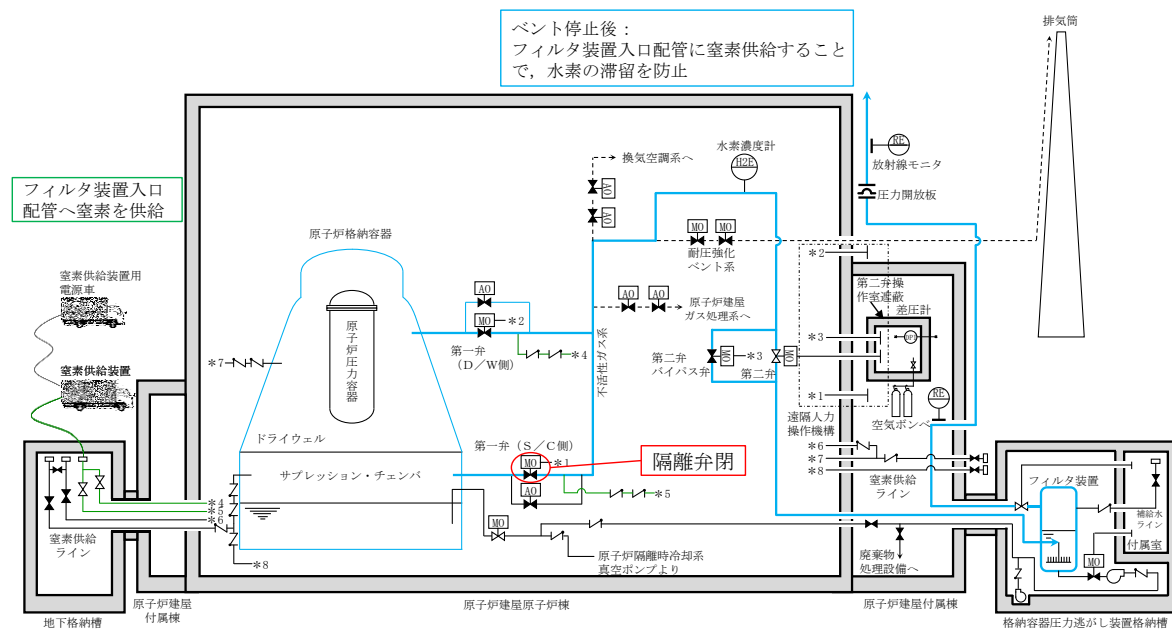 ベント停止後：
フィルタ装置入口配管に窒素供給すること
で，水素の滞留を防止
排気筒
フィルタ装置入口
配管へ窒素を供給
換気空調系へ
水素濃度計
H2E
RE
放射線モニタ
圧力開放板
AO
AO
原子炉格納容器
MO
MO
耐圧強化
ベント系
＊2
第二弁操
作室遮蔽
差圧計
DPI
窒素供給装置用
電源車
窒素供給装置
AO
MO
＊2
第一弁
（D／W側）
＊4
AO
AO
原子炉建屋
ガス処理系へ
不活性ガス系
＊7
原子炉圧力容器
第二弁
バイパス弁
MO
＊3
第二弁
MO
＊3
＊1
空気ボンベ
RE
遠隔人力
操作機構
ドライウェル
第一弁（S／C側）
MO
＊1
隔離弁閉
AO
＊5
サプレッション・チェンバ
＊6
＊7
＊8
窒素供給
ライン
＊4
＊5
＊6
＊8
窒素供給
ライン
MO
原子炉隔離時冷却系
真空ポンプより
廃棄物
処理設備へ
フィルタ装置
補給水
ライン
付属室
MO
地下格納槽
原子炉建屋
付属棟
原子炉建屋原子炉棟
原子炉建屋付属棟
格納容器圧力逃がし装置格納槽